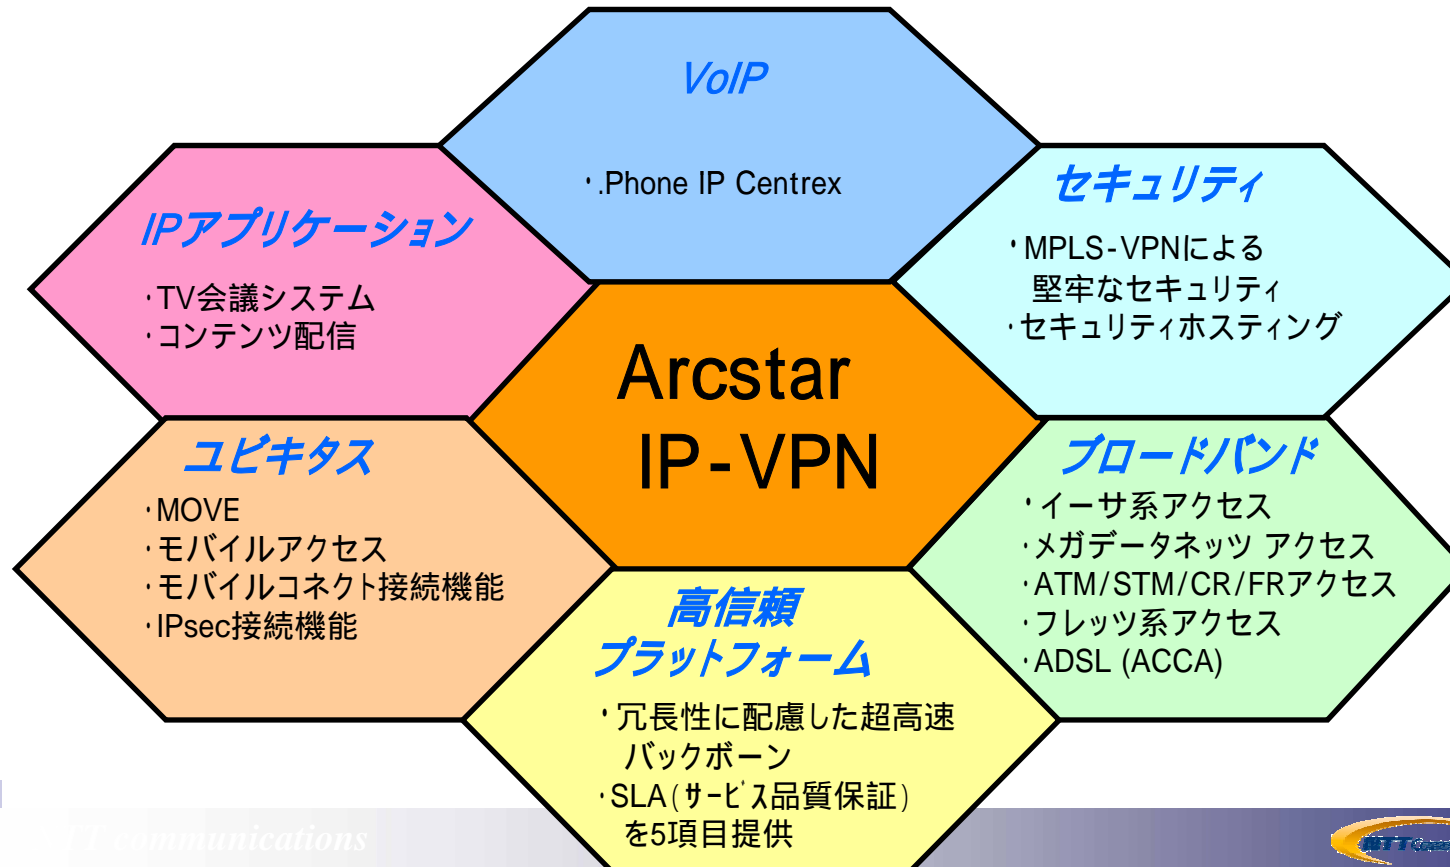 VoIP
・.Phone IP Centrex
IPアプリケーション
・TV会議システム
・コンテンツ配信
セキュリティ
・MPLS-VPNによる
堅牢なセキュリティ
・セキュリティホスティング
Arcstar
IP-VPN
ユビキタス
・MOVE
・モバイルアクセス
・モバイルコネクト接続機能
・IPsec接続機能
ブロードバンド
・イーサ系アクセス
・メガデータネッツ アクセス
・ATM/STM/CR/FRアクセス
・フレッツ系アクセス
・ADSL (ACCA)
高信頼
プラットフォーム
・冗長性に配慮した超高速
バックボーン
・SLA(サービス品質保証)
を5項目提供
communications
NTT